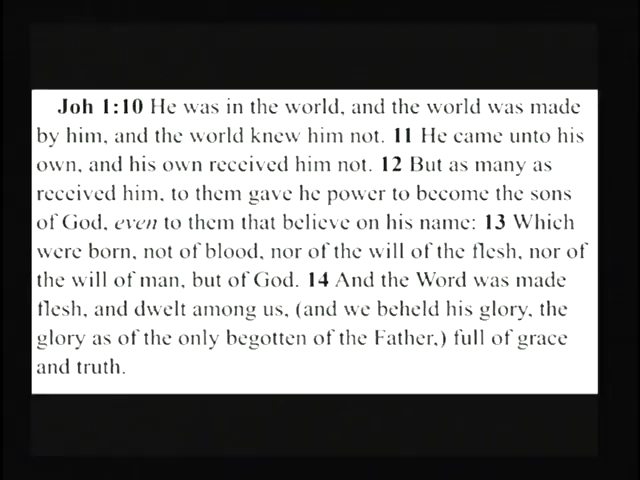 Joh 1:10 He was in the world, and the world was made
by him, and the world knew him not. 11 He came unto his
own, and his own received him not. 12 But as many as
received him, to them gave he power to become the sons
of God, even to them that believe on his name: 13 Which
were born, not of blood, nor of the will of the flesh, nor of
the will of man, but of God. 14 And the Word was made
flesh, and dwelt among us, (and we beheld his glory, the
glory as of the only begotten of the Father,) full of grace
and truth.